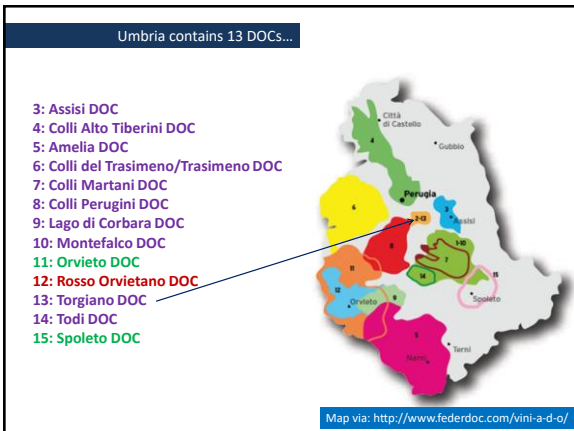 Umbria contains 13 DOCs…
3: Assisi DOC
4: Colli Alto Tiberini DOC
5: Amelia DOC
6: Colli del Trasimeno/Trasimeno DOC
7: Colli Martani DOC
8: Colli Perugini DOC
9: Lago di Corbara DOC
10: Montefalco DOC
11: Orvieto DOC
12: Rosso Orvietano DOC
13: Torgiano DOC
14: Todi DOC
15: Spoleto DOC
Città
di Castello
4
Gubbio
Perugia
6
2-13
3
Assisi
8
1-10
7
11
14
15
12
Orvieto
9
Spoleto
5
Terni
Narni
Map via: http://www.federdoc.com/vini-a-d-o/